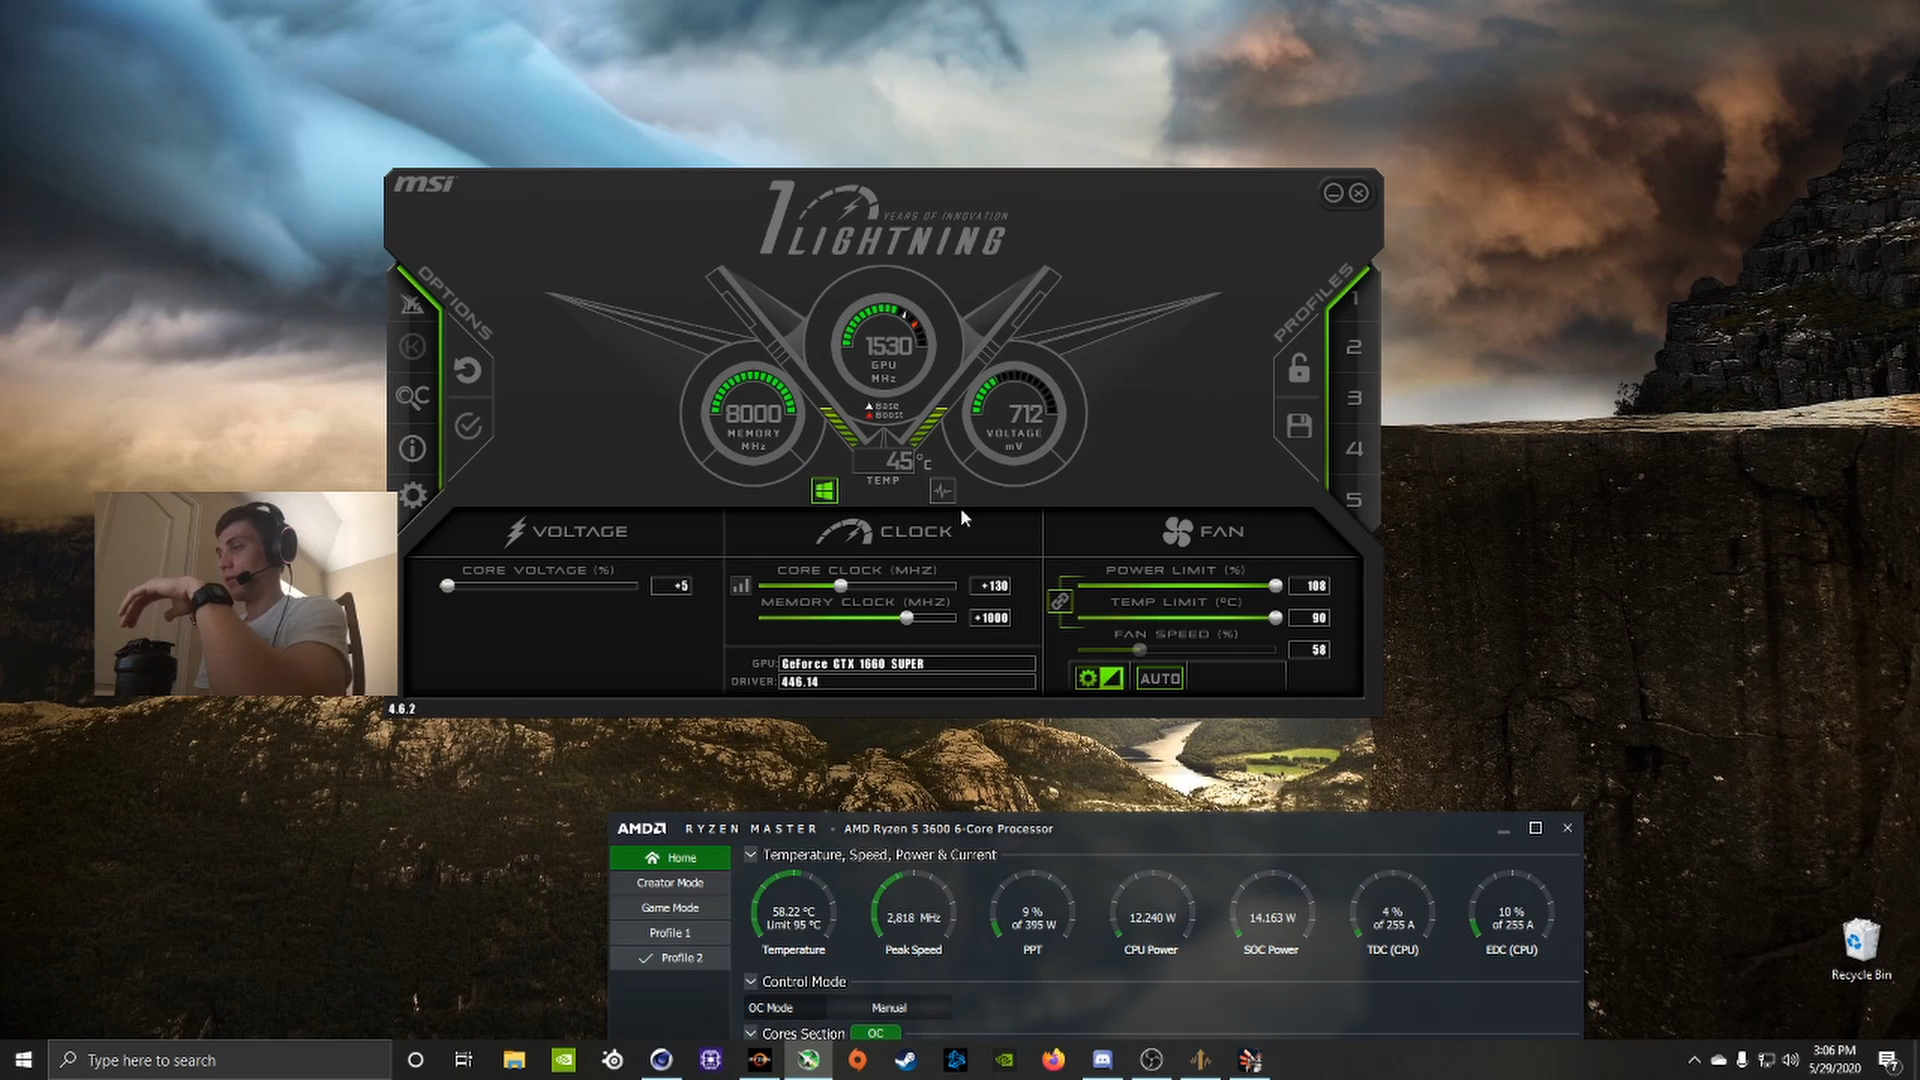 msi
10 YEARS OF INNOVATION
LIGHTNING
OPTIONS
PROFILES
1
2
3
4
5
K
OC
i
1530
GPU
MHz
8000
MEMORY
MHz
Base
Boost
712
VOLTAGE
mV
45 °C
TEMP
VOLTAGE
CLOCK
FAN
CORE VOLTAGE (%)
+5
CORE CLOCK (MHZ)
+130
MEMORY CLOCK (MHZ)
+1000
GPU: GeForce GTX 1660 SUPER
DRIVER: 446.14
POWER LIMIT (%)
108
TEMP LIMIT (°C)
90
FAN SPEED (%)
58
AUTO
4.6.2
AMD RYZEN MASTER - AMD Ryzen 5 3600 6-Core Processor
Home
Creator Mode
Game Mode
Profile 1
Profile 2
Temperature, Speed, Power & Current
58.22 °C
Limit 95 °C
Temperature
2,818 MHz
Peak Speed
9 %
of 395 W
PPT
12.240 W
CPU Power
14.163 W
SOC Power
4 %
of 255 A
TDC (CPU)
10 %
of 255 A
EDC (CPU)
Control Mode
OC Mode Manual
Cores Section OC
Recycle Bin
Type here to search
3:06 PM
5/29/2020
7